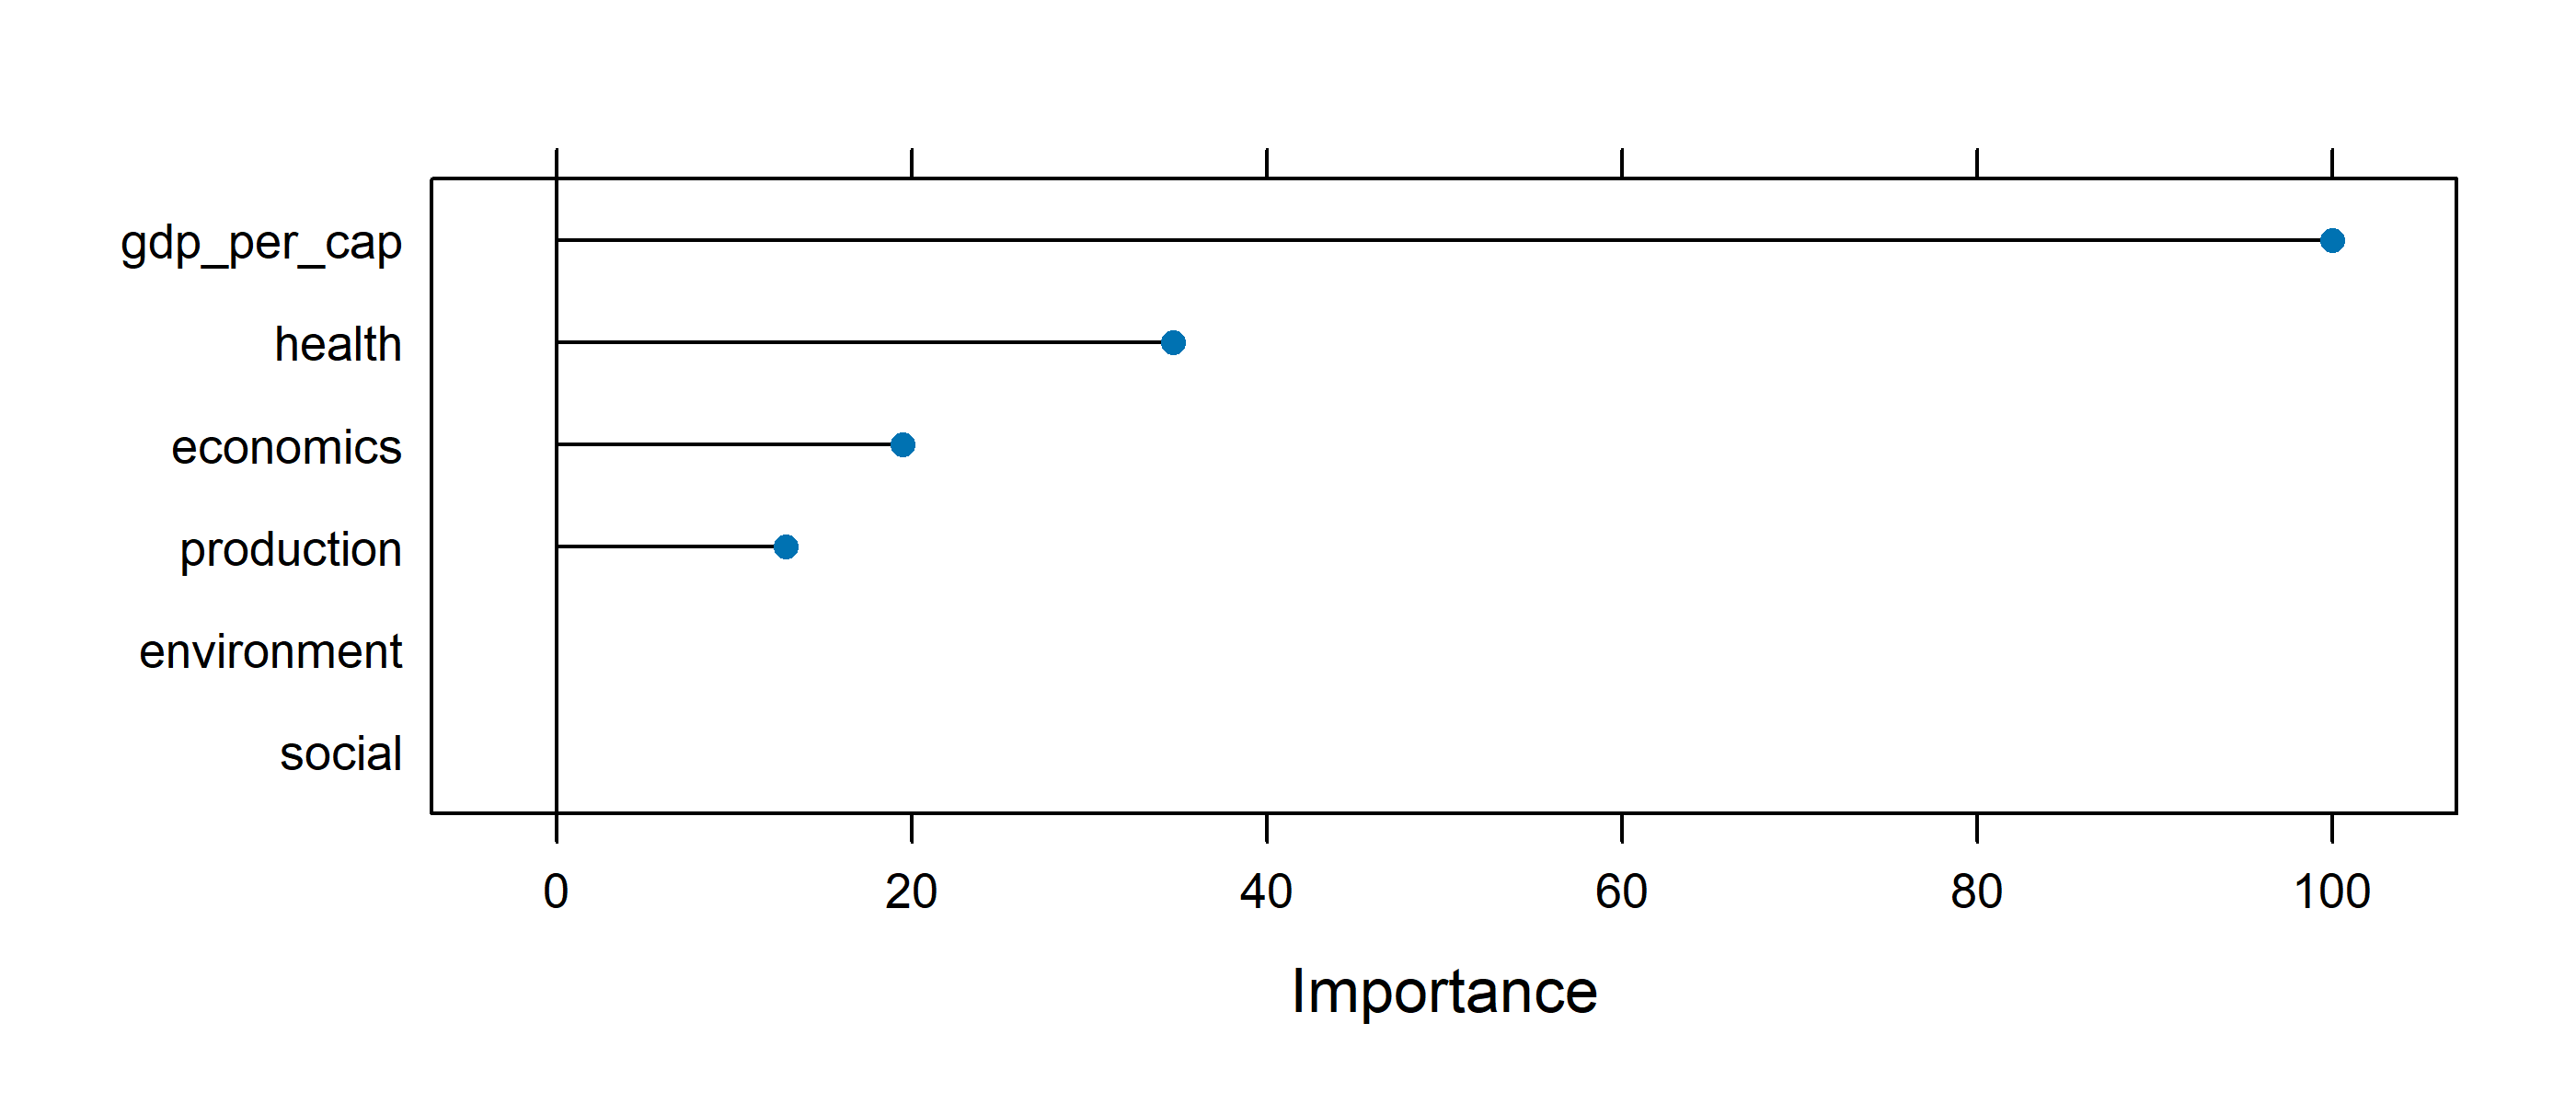 gdp_per_cap
health
economics
production
environment
social
0 20 40 60 80 100
Importance